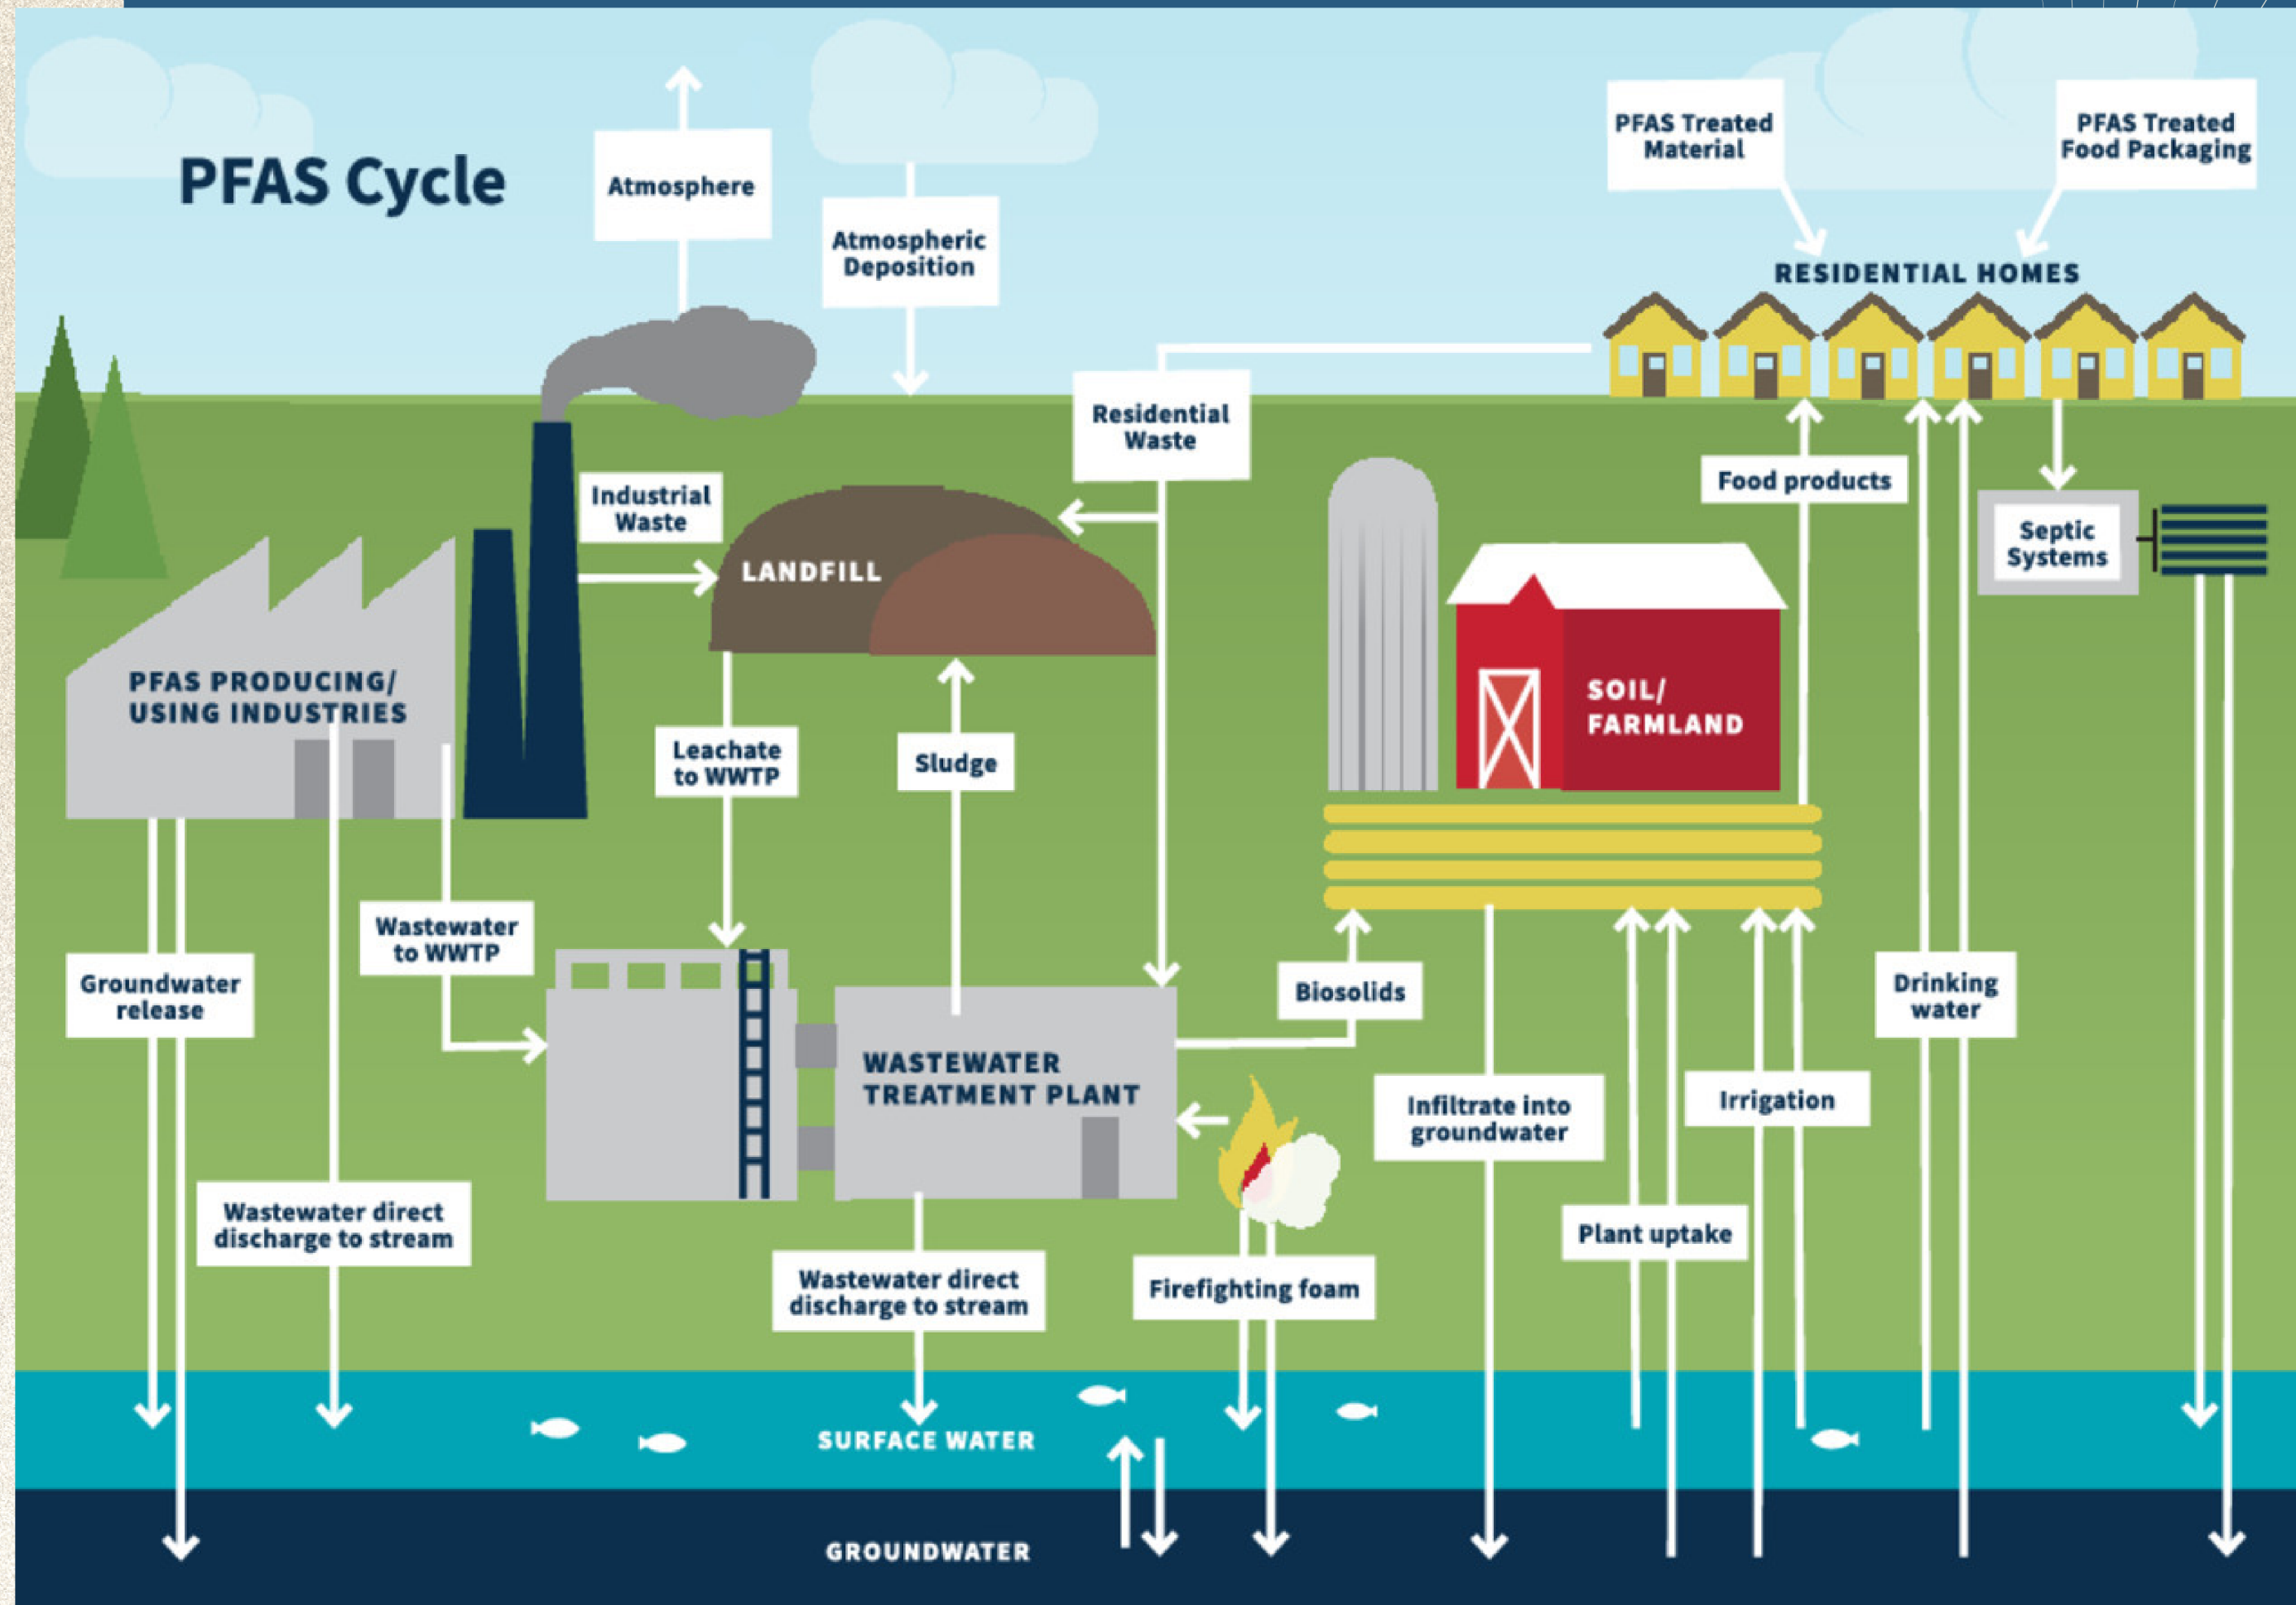 PFAS Cycle
Atmosphere
Atmospheric
Deposition
PFAS Treated
Material
PFAS Treated
Food Packaging
RESIDENTIAL HOMES
Residential
Waste
Industrial
Waste
LANDFILL
Food products
Septic
Systems
PFAS PRODUCING/
USING INDUSTRIES
SOIL/
FARMLAND
Leachate
to WWTP
Sludge
Wastewater
to WWTP
Groundwater
release
Biosolids
Drinking
water
WASTEWATER
TREATMENT PLANT
Infiltrate into
groundwater
Irrigation
Wastewater direct
discharge to stream
Plant uptake
Wastewater direct
discharge to stream
Firefighting foam
SURFACE WATER
GROUNDWATER